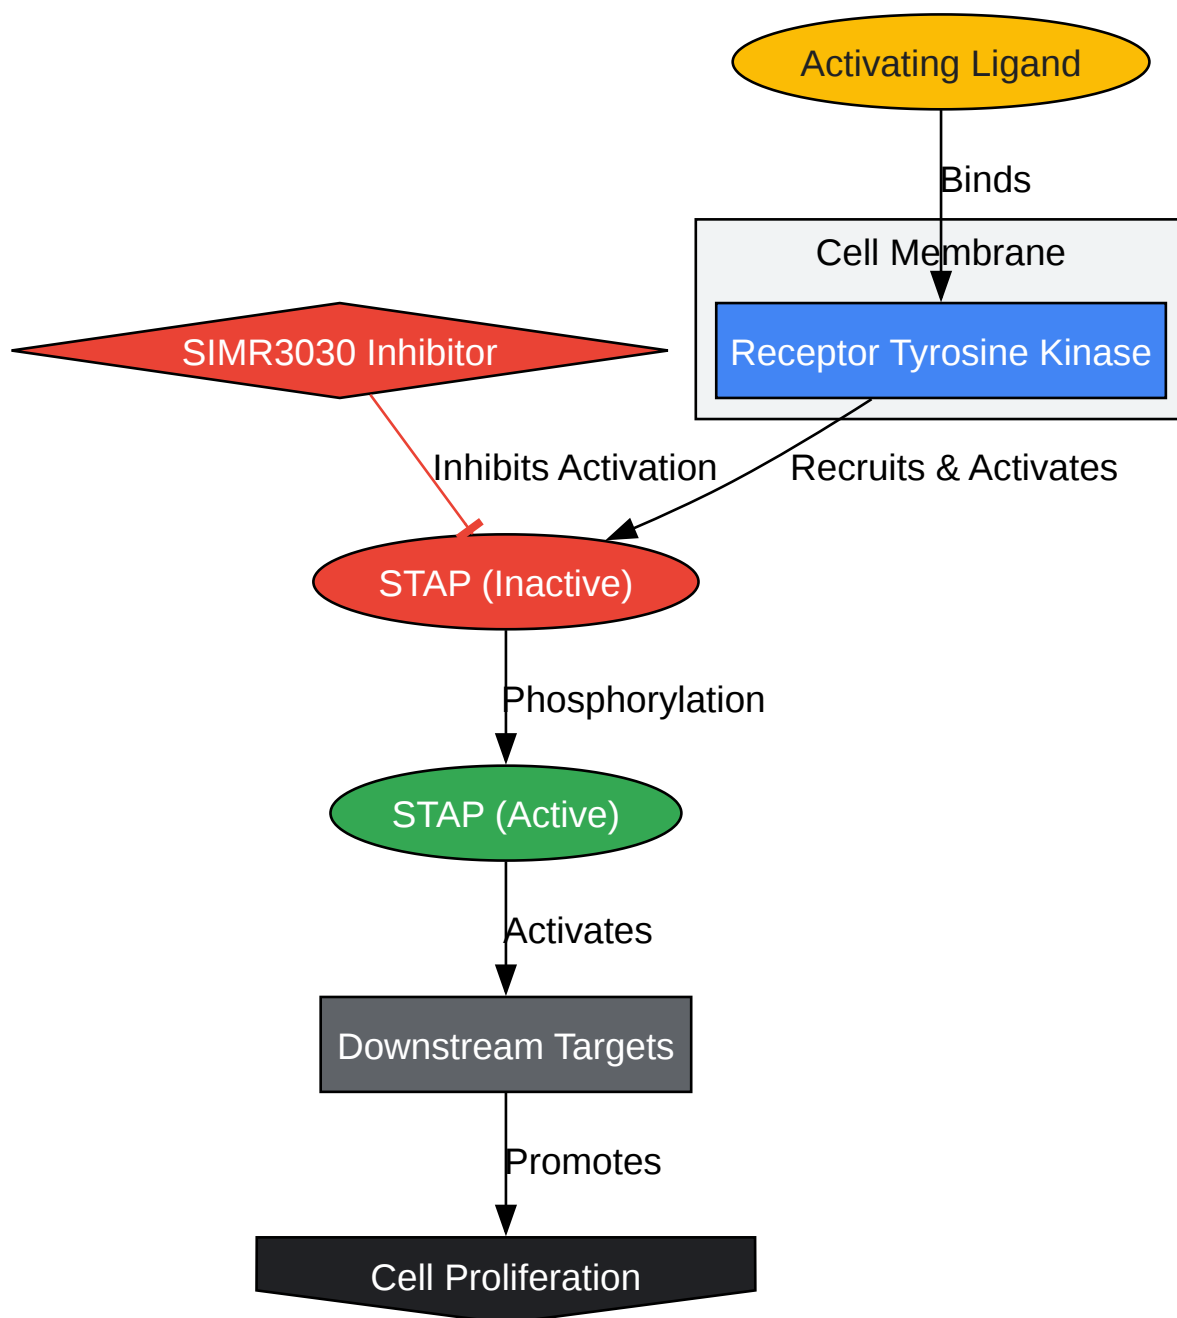 Activating Ligand
Binds
Cell Membrane
SIMR3030 Inhibitor
Receptor Tyrosine Kinase
Inhibits Activation
Recruits & Activates
STAP (Inactive)
Phosphorylation
STAP (Active)
Activates
Downstream Targets
Promotes
Cell Proliferation